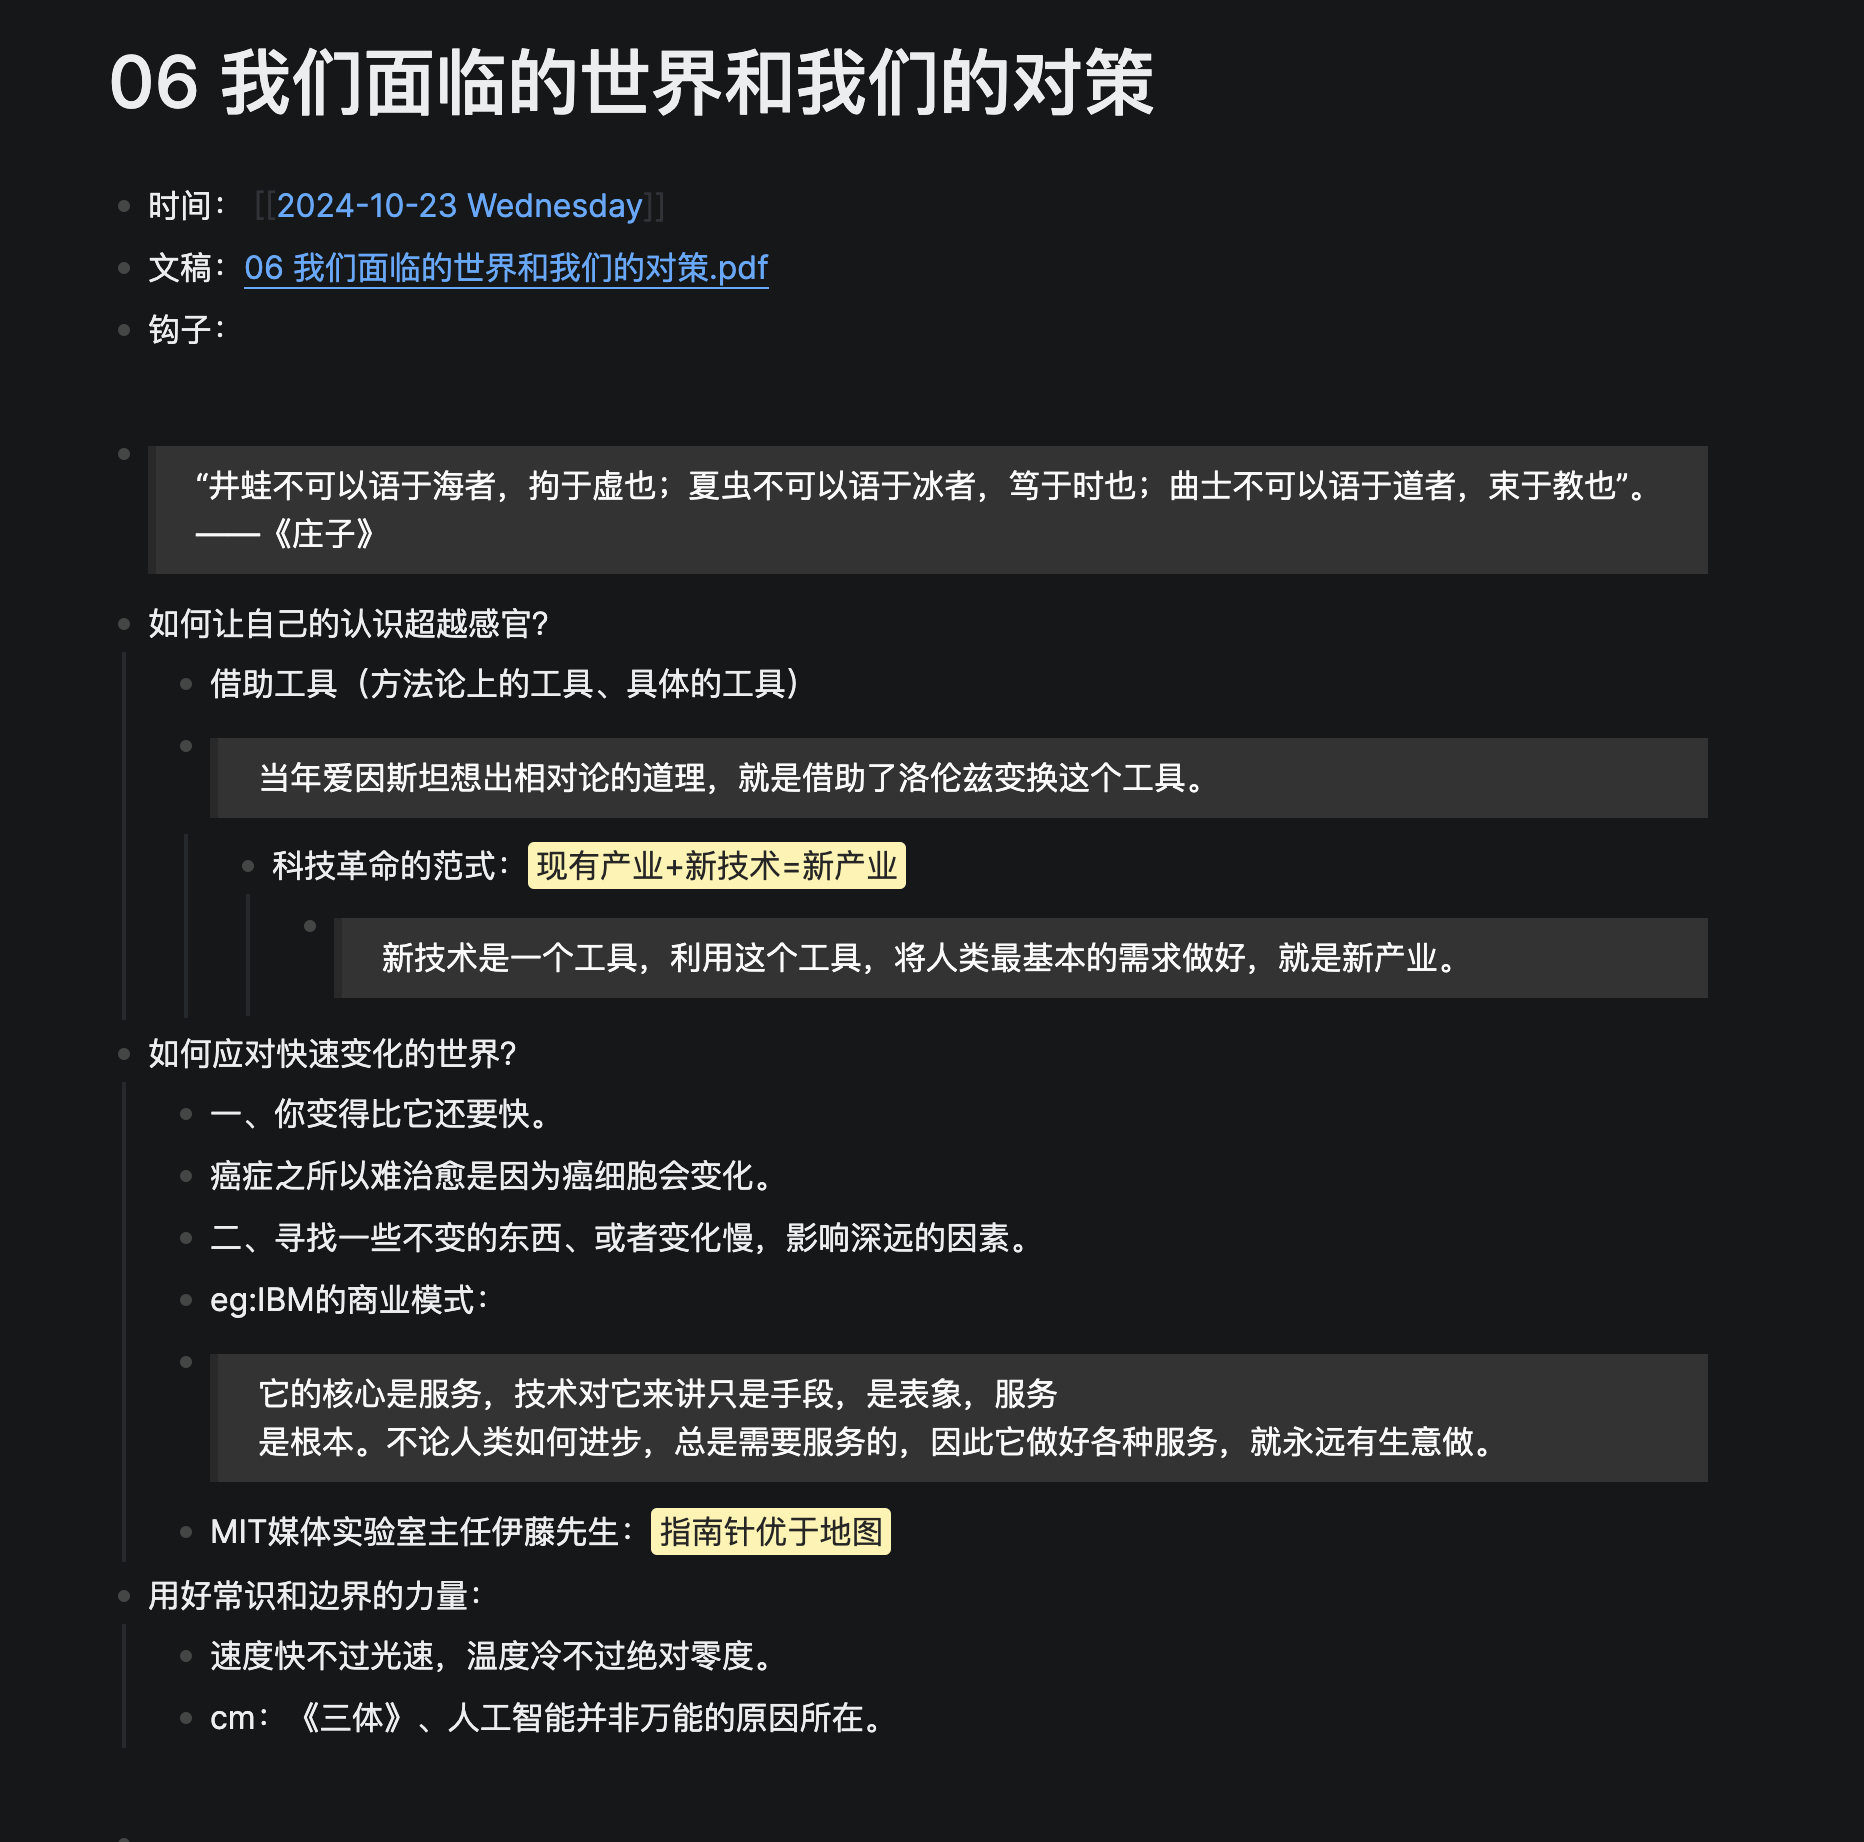 06 我们面临的世界和我们的对策
时间： [[2024-10-23 Wednesday]]
文稿：06 我们面临的世界和我们的对策.pdf
钩子：
“井蛙不可以语于海者，拘于虚也；夏虫不可以语于冰者，笃于时也；曲士不可以语于道者，束于教也”。
——《庄子》
如何让自己的认识超越感官？
借助工具（方法论上的工具、具体的工具）
当年爱因斯坦想出相对论的道理，就是借助了洛伦兹变换这个工具。
科技革命的范式：现有产业+新技术=新产业
新技术是一个工具，利用这个工具，将人类最基本的需求做好，就是新产业。
如何应对快速变化的世界？
一、你变得比它还要快。
癌症之所以难治愈是因为癌细胞会变化。
二、寻找一些不变的东西、或者变化慢，影响深远的因素。
eg:IBM的商业模式：
它的核心是服务，技术对它来讲只是手段，是表象，服务
是根本。不论人类如何进步，总是需要服务的，因此它做好各种服务，就永远有生意做。
MIT媒体实验室主任伊藤先生：指南针优于地图
用好常识和边界的力量：
速度快不过光速，温度冷不过绝对零度。
cm：《三体》、人工智能并非万能的原因所在。